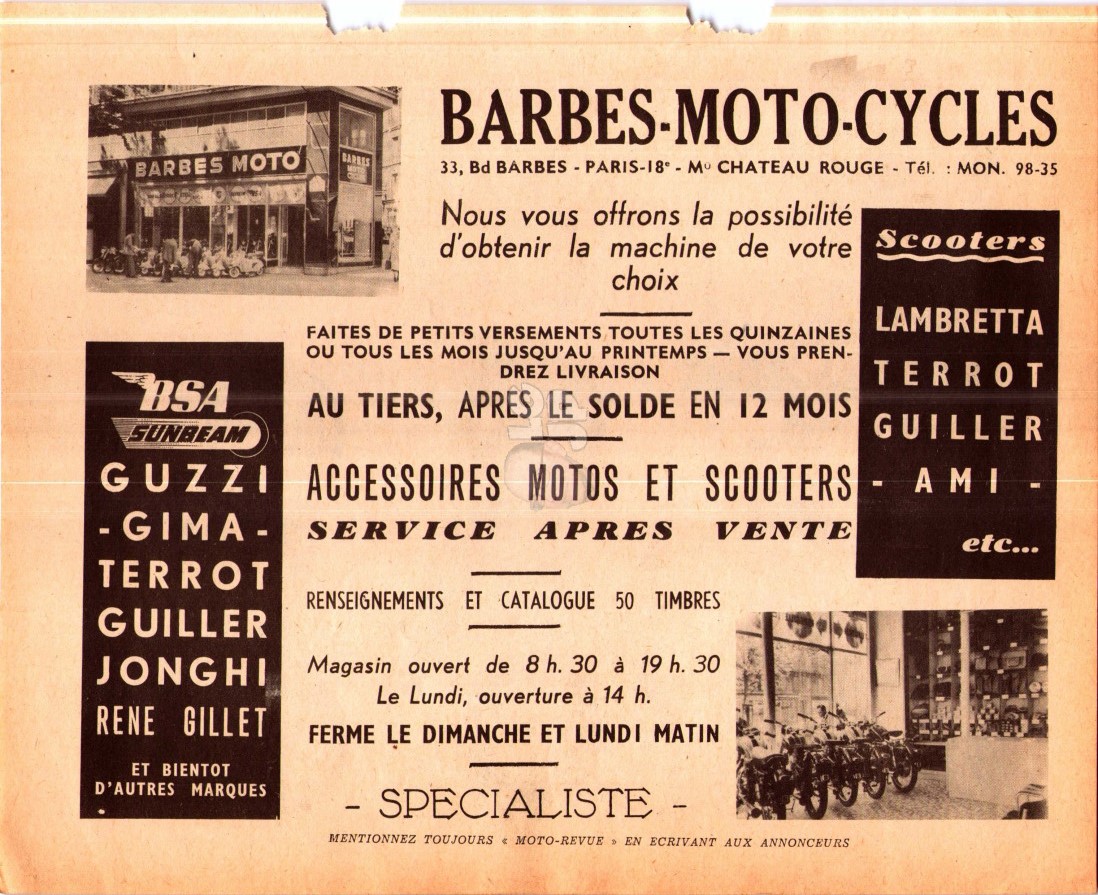 BARBES-MOTO-CYCLES
33, Bd BARBES - PARIS-18e - Mo CHATEAU ROUGE - Tél. : MON. 98-35
BARBES MOTO
BARBES
MOTO
Nous vous offrons la possibilité
d'obtenir la machine de votre
choix
FAITES DE PETITS VERSEMENTS TOUTES LES QUINZAINES
OU TOUS LES MOIS JUSQU'AU PRINTEMPS — VOUS PREN-
DREZ LIVRAISON
AU TIERS, APRES LE SOLDE EN 12 MOIS
ACCESSOIRES MOTOS ET SCOOTERS
SERVICE APRES VENTE
RENSEIGNEMENTS ET CATALOGUE 50 TIMBRES
Magasin ouvert de 8 h. 30 à 19 h. 30
Le Lundi, ouverture à 14 h.
FERME LE DIMANCHE ET LUNDI MATIN
- SPECIALISTE -
BSA
SUNBEAM
GUZZI
- GIMA -
TERROT
GUILLER
JONGHI
RENE GILLET
ET BIENTOT
D'AUTRES MARQUES
Scooters
LAMBRETTA
TERROT
GUILLER
- AMI -
etc...
MENTIONNEZ TOUJOURS « MOTO-REVUE » EN ECRIVANT AUX ANNONCEURS